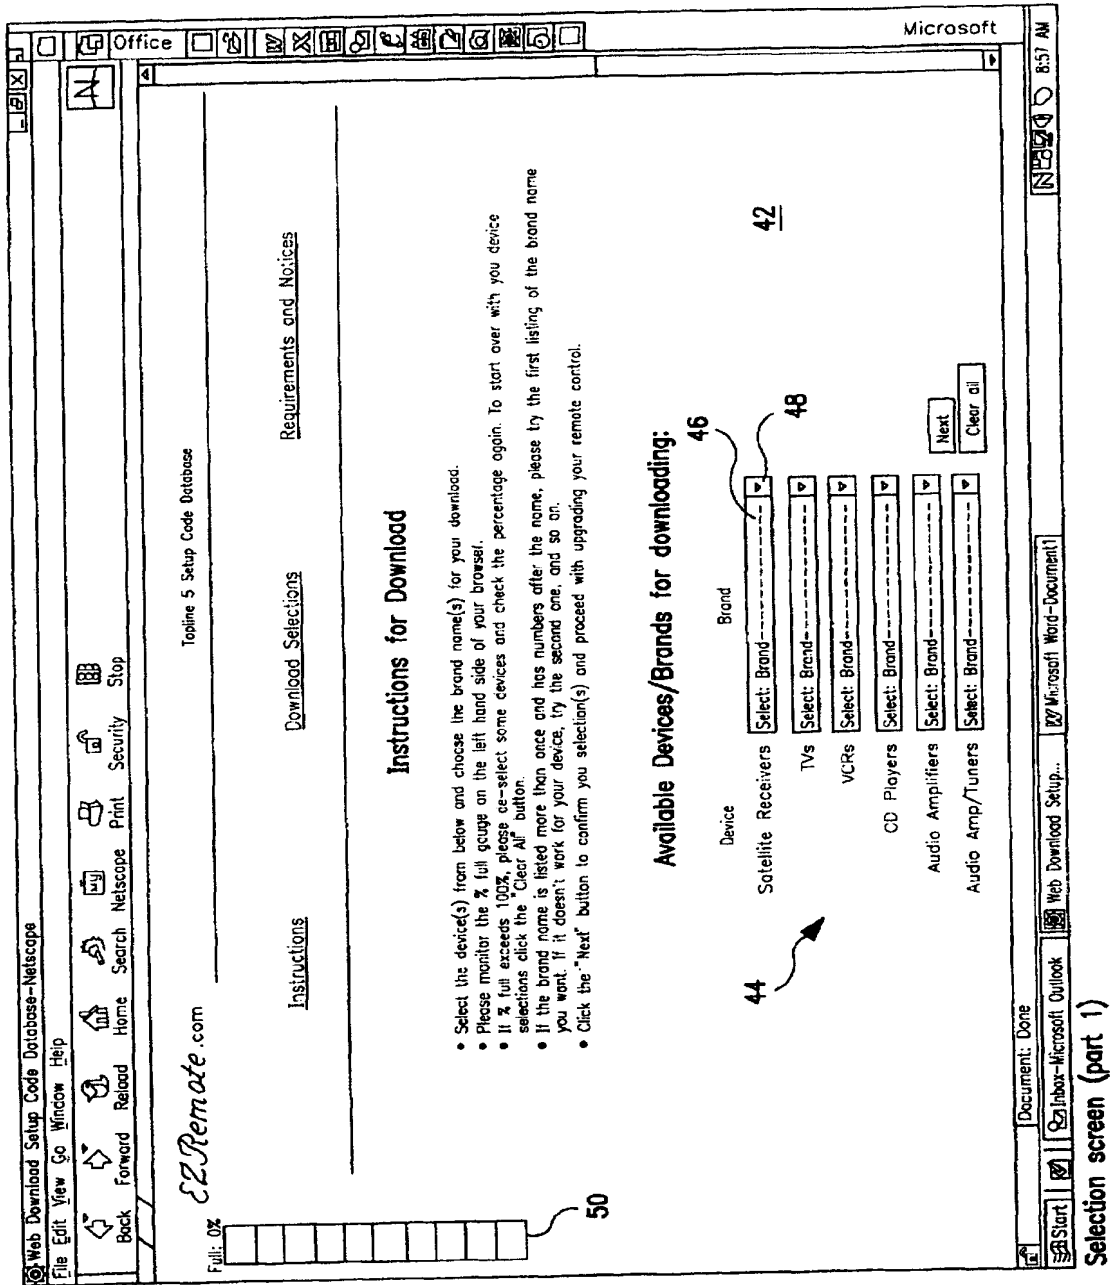 Web Download Setup Code Database-Netscape
File Edit View Go Window Help
Back Forward Reload Home Search Netscape Print Security Stop
Office
EZRemote.com
Topline 5 Setup Code Database
Full: 0%
Instructions Download Selections Requirements and Notices
Instructions for Download
• Select the device(s) from below and choose the brand name(s) for your download.
• Please monitor the % full gauge on the left hand side of your browser.
• If % full exceeds 100%, please de-select some devices and check the percentage again. To start over with you device
selections click the "Clear All" button.
• If the brand name is listed more than once and has numbers after the name, please try the first listing of the brand name
you want. If it doesn't work for your device, try the second one, and so on.
• Click the "Next" button to confirm you selection(s) and proceed with upgrading your remote control.
Available Devices/Brands for downloading:
Device Brand
46
Satellite Receivers Select: Brand--------------
48
TVs Select: Brand--------------
VCRs Select: Brand--------------
CD Players Select: Brand--------------
Audio Amplifiers Select: Brand--------------
Audio Amp/Tuners Select: Brand--------------
Next
Clear all
42
44
50
Microsoft
Document: Done
Start Inbox-Microsoft Outlook Web Download Setup... Microsoft Word-Document1 8:57 AM
Selection screen (part 1)